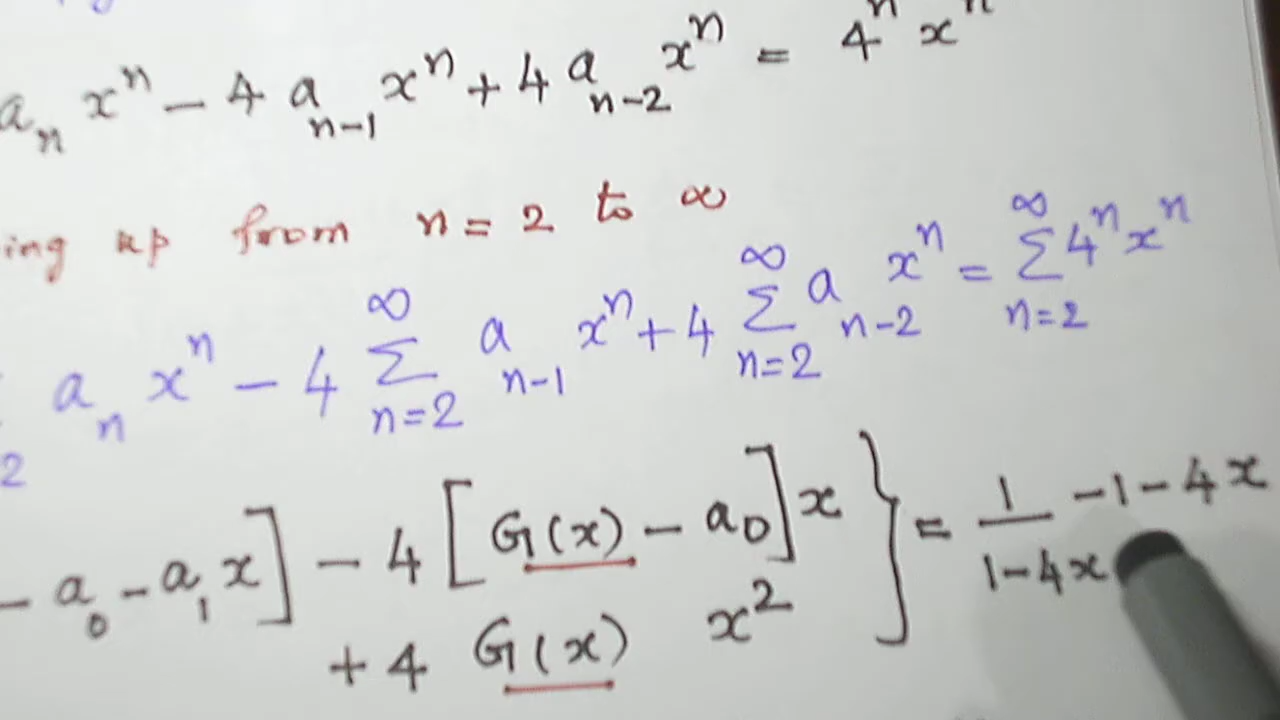 aₙ xⁿ − 4 aₙ₋₁ xⁿ + 4 aₙ₋₂ xⁿ = 4ⁿ xⁿ
ing up from n = 2 to ∞
aₙ xⁿ − 4 ∑_{n=2}^{∞} aₙ₋₁ xⁿ + 4 ∑_{n=2}^{∞} aₙ₋₂ xⁿ = ∑_{n=2}^{∞} 4ⁿ xⁿ
2
− a₀ − a₁x] − 4 [G(x) − a₀] x } = 1/(1−4x) − 1 − 4x
+ 4 G(x) x²